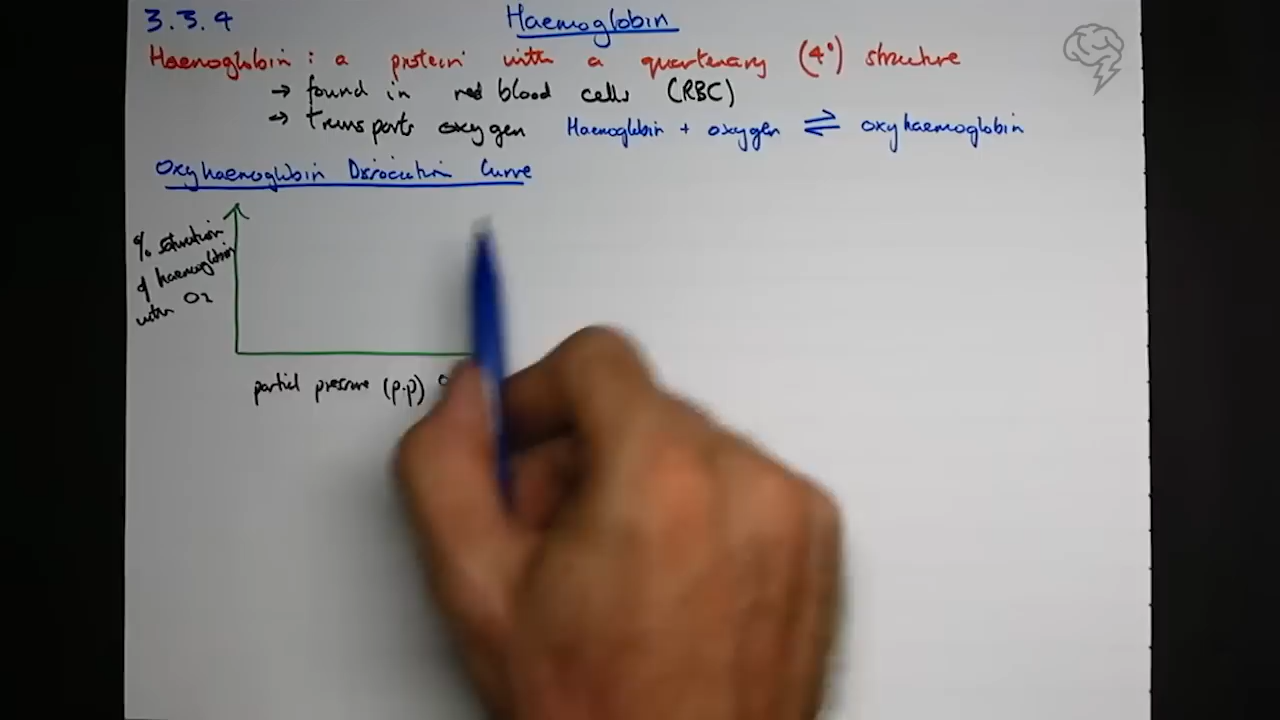 3.3.4 Haemoglobin
Haemoglobin : a protein with a quartenary (4°) structure
→ found in red blood cells (RBC)
→ transports oxygen Haemoglobin + oxygen ⇌ oxyhaemoglobin
Oxyhaemoglobin Dissociation Curve
% saturation
of haemoglobin
with O2
partial pressure (p.p)